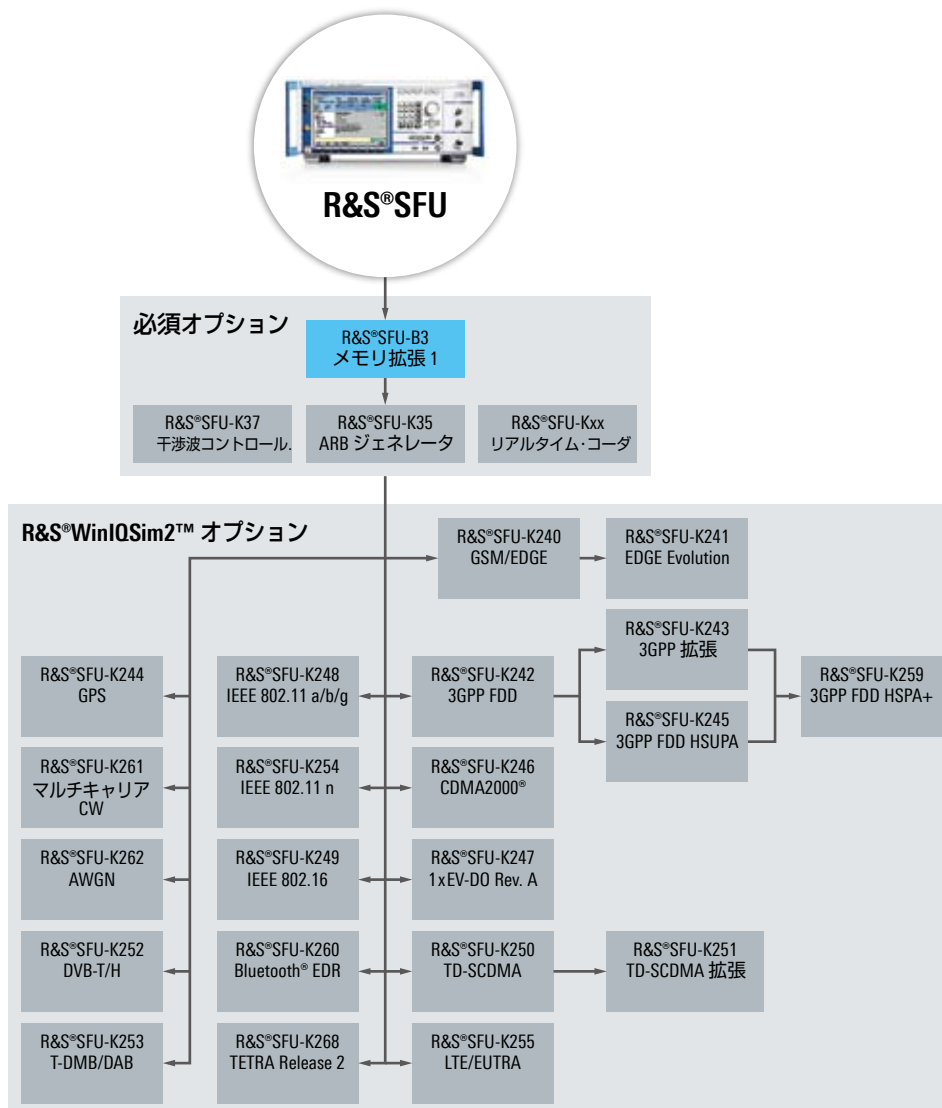 R&S®SFU
必須オプション
R&S®SFU-B3
メモリ拡張 1
R&S®SFU-K37
干渉波コントロール.
R&S®SFU-K35
ARB ジェネレータ
R&S®SFU-Kxx
リアルタイム・コーダ
R&S®WinIQSim2™ オプション
R&S®SFU-K240
GSM/EDGE
R&S®SFU-K241
EDGE Evolution
R&S®SFU-K243
3GPP 拡張
R&S®SFU-K244
GPS
R&S®SFU-K248
IEEE 802.11 a/b/g
R&S®SFU-K242
3GPP FDD
R&S®SFU-K259
3GPP FDD HSPA+
R&S®SFU-K245
3GPP FDD HSUPA
R&S®SFU-K261
マルチキャリア
CW
R&S®SFU-K254
IEEE 802.11 n
R&S®SFU-K246
CDMA2000®
R&S®SFU-K262
AWGN
R&S®SFU-K249
IEEE 802.16
R&S®SFU-K247
1xEV-DO Rev. A
R&S®SFU-K252
DVB-T/H
R&S®SFU-K260
Bluetooth® EDR
R&S®SFU-K250
TD-SCDMA
R&S®SFU-K251
TD-SCDMA 拡張
R&S®SFU-K253
T-DMB/DAB
R&S®SFU-K268
TETRA Release 2
R&S®SFU-K255
LTE/EUTRA